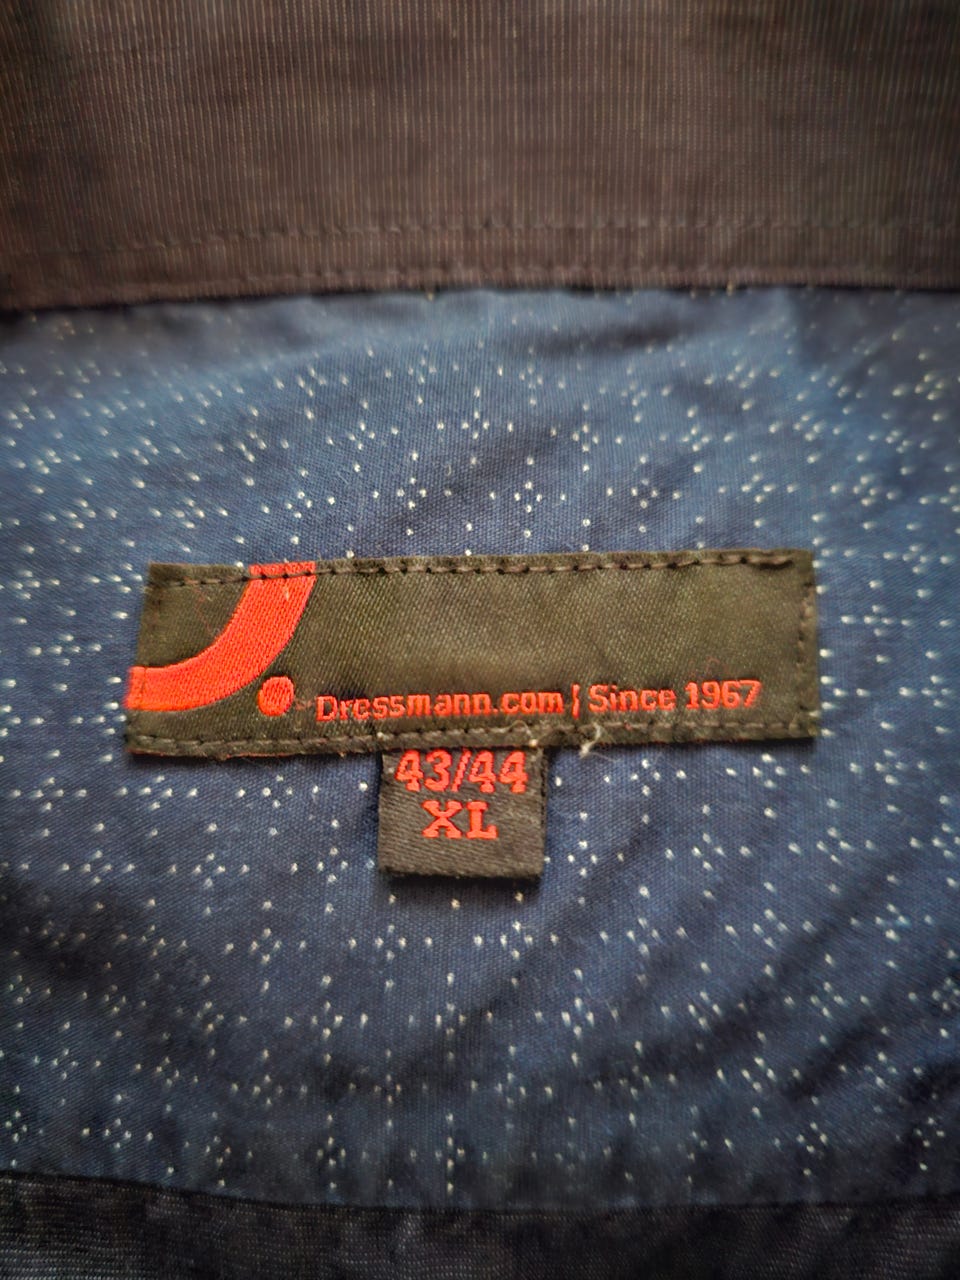 Dressmann.com | Since 1967
43/44
XL